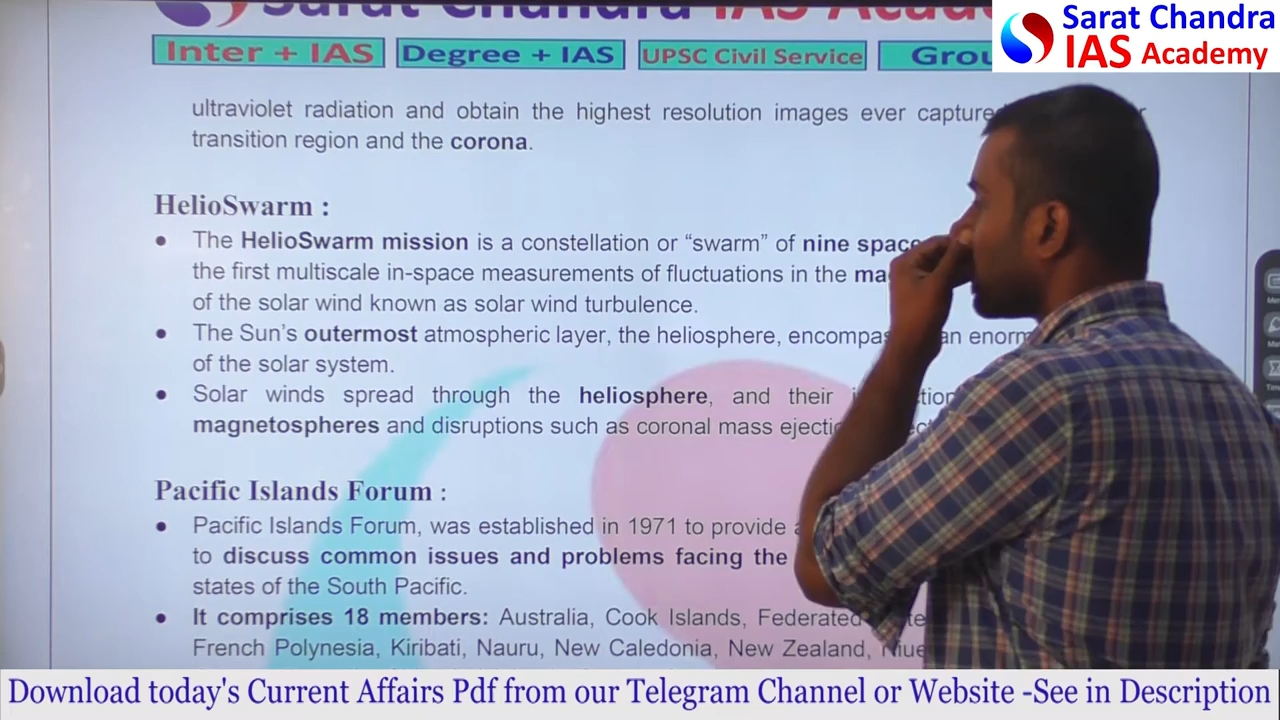 Sarat Chandra IAS Academy
Sarat Chandra
IAS Academy
Inter + IAS Degree + IAS UPSC Civil Service Grou
ultraviolet radiation and obtain the highest resolution images ever capture
transition region and the corona.
HelioSwarm :
• The HelioSwarm mission is a constellation or “swarm” of nine space
the first multiscale in-space measurements of fluctuations in the ma
of the solar wind known as solar wind turbulence.
• The Sun’s outermost atmospheric layer, the heliosphere, encompas an enorm
of the solar system.
• Solar winds spread through the heliosphere, and their
magnetospheres and disruptions such as coronal mass ejecti
Pacific Islands Forum :
• Pacific Islands Forum, was established in 1971 to provide
to discuss common issues and problems facing the
states of the South Pacific.
• It comprises 18 members: Australia, Cook Islands, Federated
French Polynesia, Kiribati, Nauru, New Caledonia, New Zealand, Niue
Download today's Current Affairs Pdf from our Telegram Channel or Website -See in Description